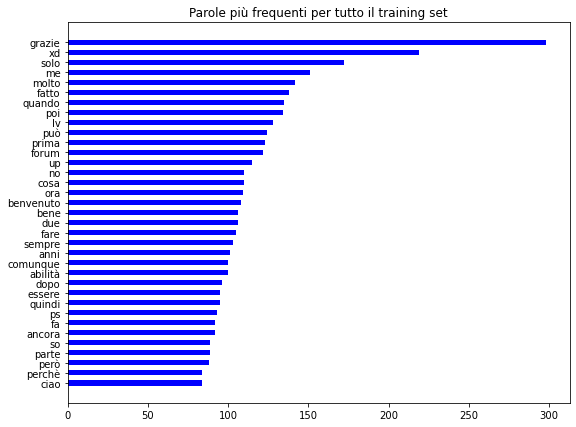 Parole più frequenti per tutto il training set
grazie
xd
solo
me
molto
fatto
quando
poi
lv
può
prima
forum
up
no
cosa
ora
benvenuto
bene
due
fare
sempre
anni
comunque
abilità
dopo
essere
quindi
ps
fa
ancora
so
parte
però
perchè
ciao
0 50 100 150 200 250 300